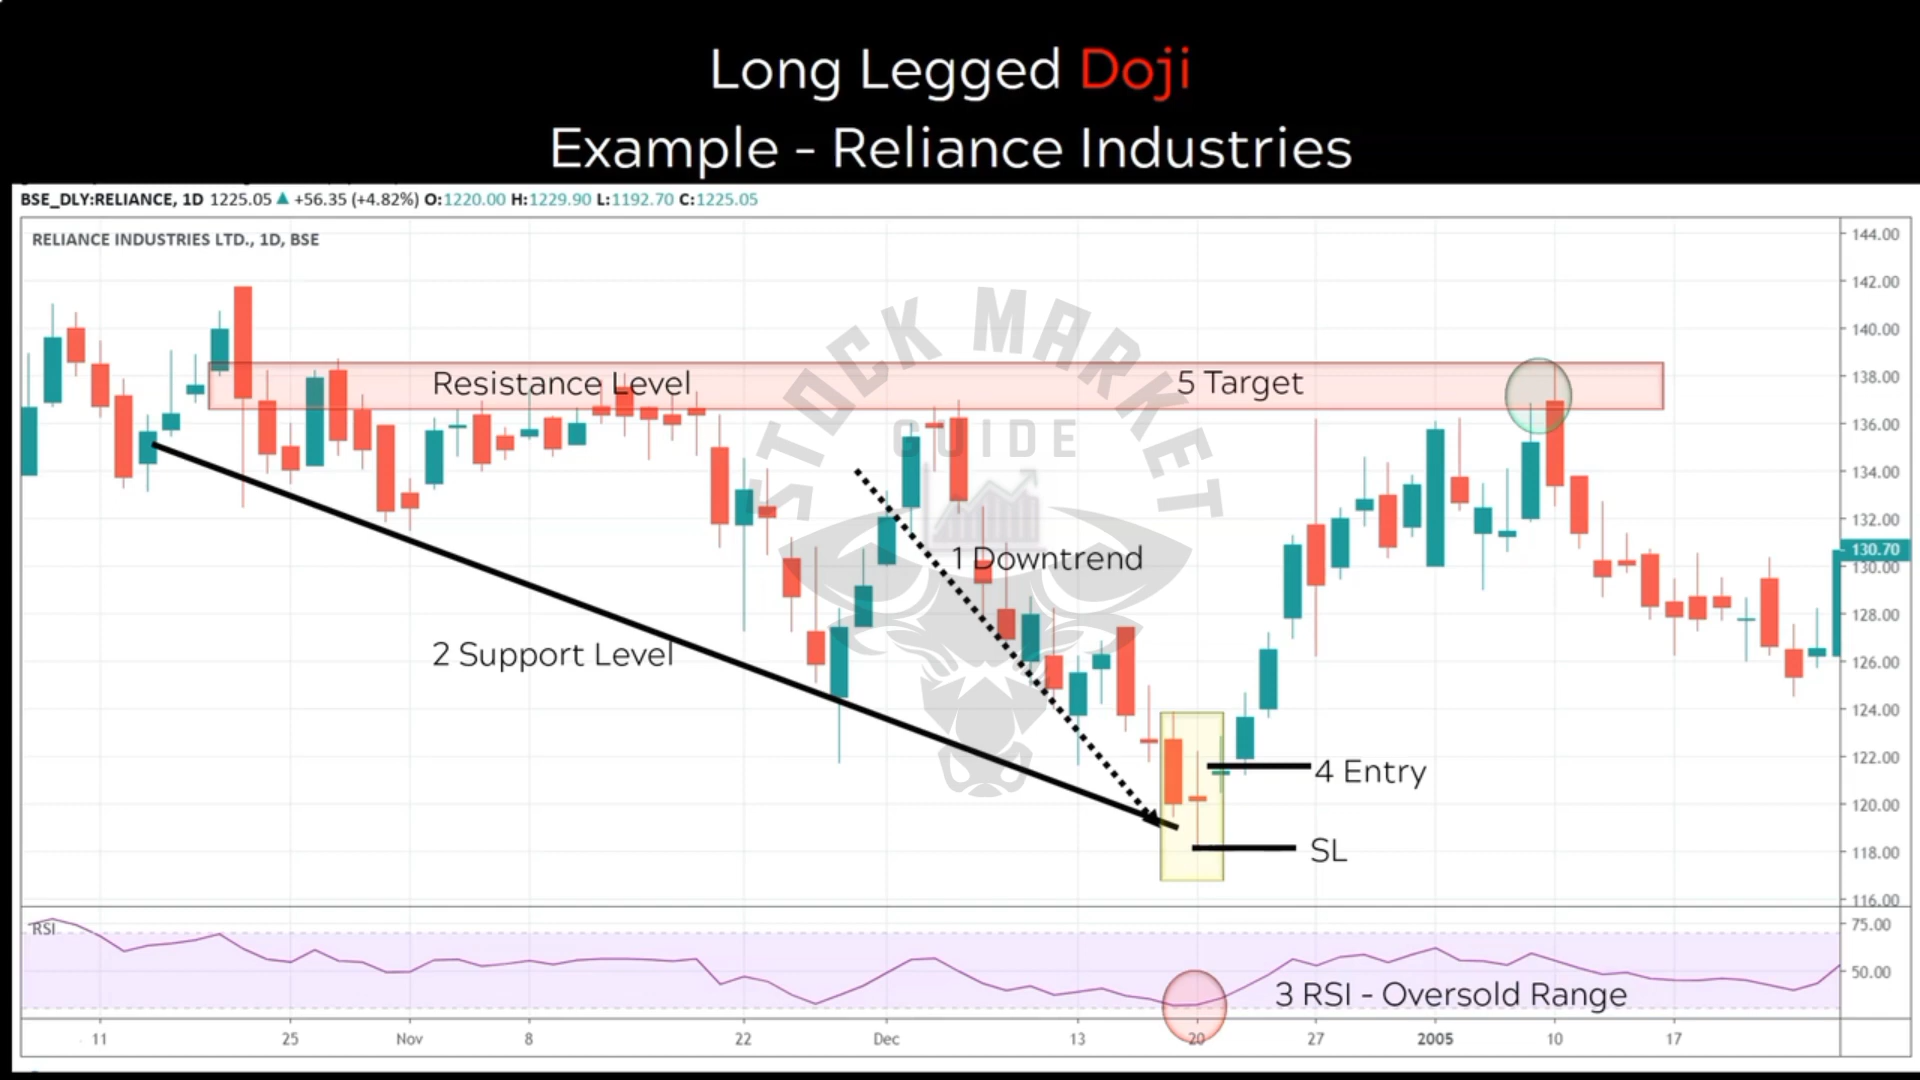 Long Legged Doji
Example - Reliance Industries
BSE_DLY:RELIANCE, 1D 1225.05 ▲ +56.35 (+4.82%) O:1220.00 H:1229.90 L:1192.70 C:1225.05
RELIANCE INDUSTRIES LTD., 1D, BSE
144.00
142.00
140.00
138.00
136.00
134.00
132.00
130.70
130.00
128.00
126.00
124.00
122.00
120.00
118.00
116.00
STOCK MARKET
GUIDE
Resistance Level
5 Target
1 Downtrend
2 Support Level
4 Entry
SL
RSI
75.00
50.00
3 RSI - Oversold Range
11 25 Nov 8 22 Dec 13 20 27 2005 10 17